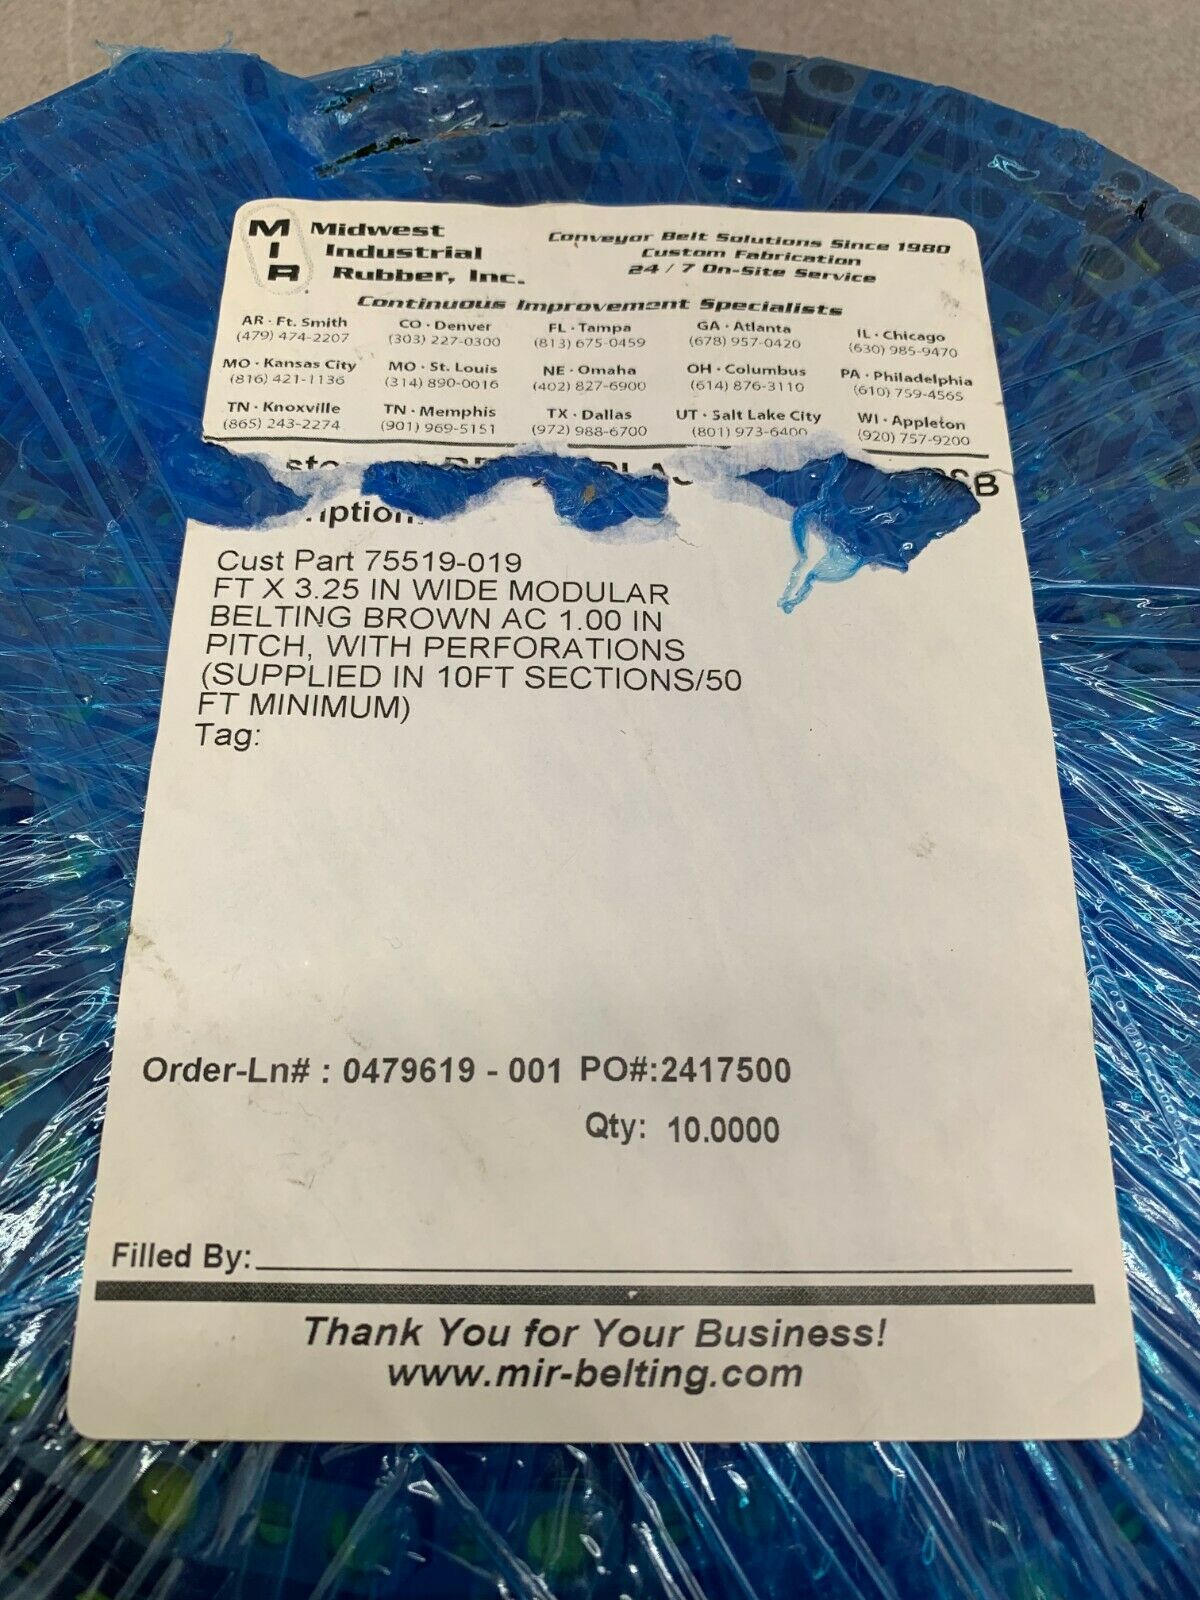 MIR
Midwest
Industrial
Rubber, Inc.
Conveyor Belt Solutions Since 1980
Custom Fabrication
24 / 7 On-Site Service
Continuous Improvement Specialists
AR · Ft. Smith CO · Denver FL · Tampa GA · Atlanta IL · Chicago
(479) 474-2207 (303) 227-0300 (813) 675-0459 (678) 957-0420 (630) 985-9470
MO · Kansas City MO · St. Louis NE · Omaha OH · Columbus PA · Philadelphia
(816) 421-1136 (314) 890-0016 (402) 827-6900 (614) 876-3110 (610) 759-4565
TN · Knoxville TN · Memphis TX · Dallas UT · Salt Lake City WI · Appleton
(865) 243-2274 (901) 969-5151 (972) 988-6700 (801) 973-6400 (920) 757-9200
Cust Part 75519-019
FT X 3.25 IN WIDE MODULAR
BELTING BROWN AC 1.00 IN
PITCH, WITH PERFORATIONS
(SUPPLIED IN 10FT SECTIONS/50
FT MINIMUM)
Tag:
Order-Ln# : 0479619 - 001 PO#:2417500
Qty: 10.0000
Filled By:
Thank You for Your Business!
www.mir-belting.com